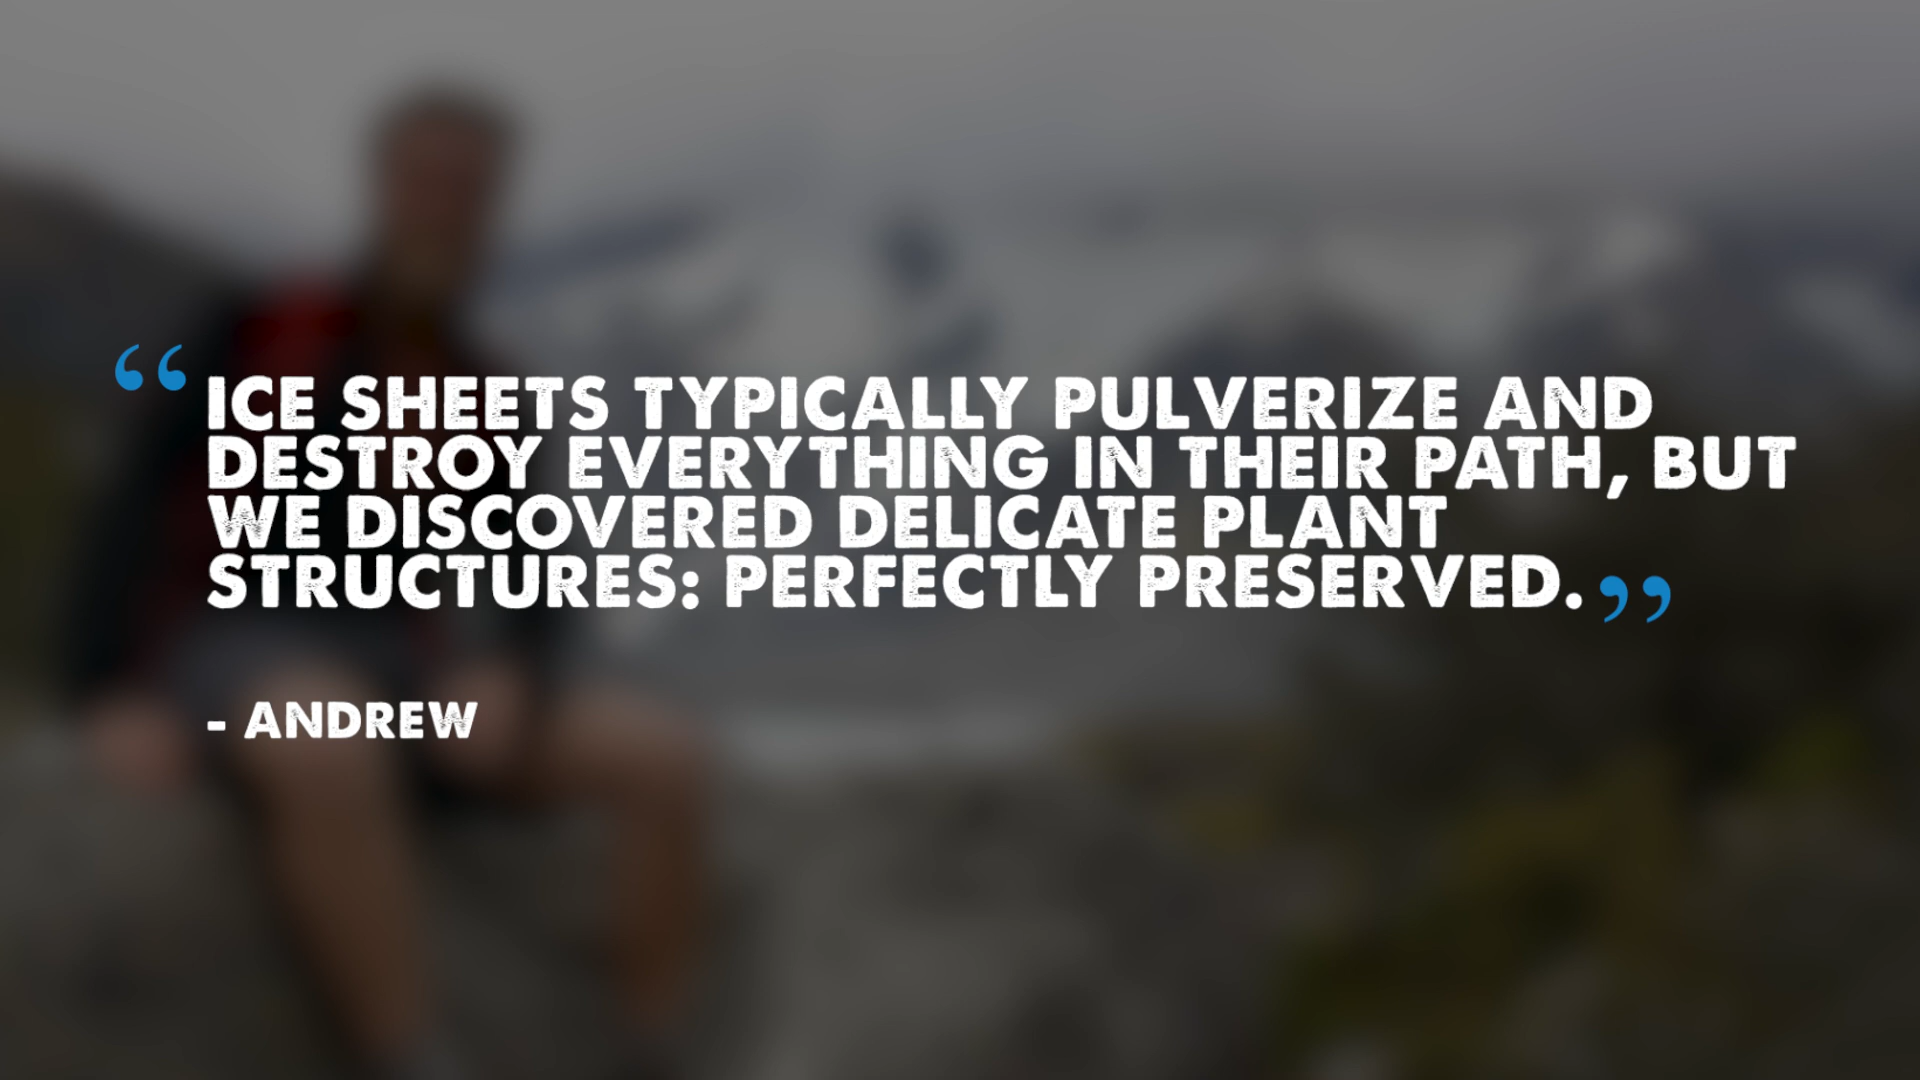 “ICE SHEETS TYPICALLY PULVERIZE AND
DESTROY EVERYTHING IN THEIR PATH, BUT
WE DISCOVERED DELICATE PLANT
STRUCTURES: PERFECTLY PRESERVED.”
- ANDREW